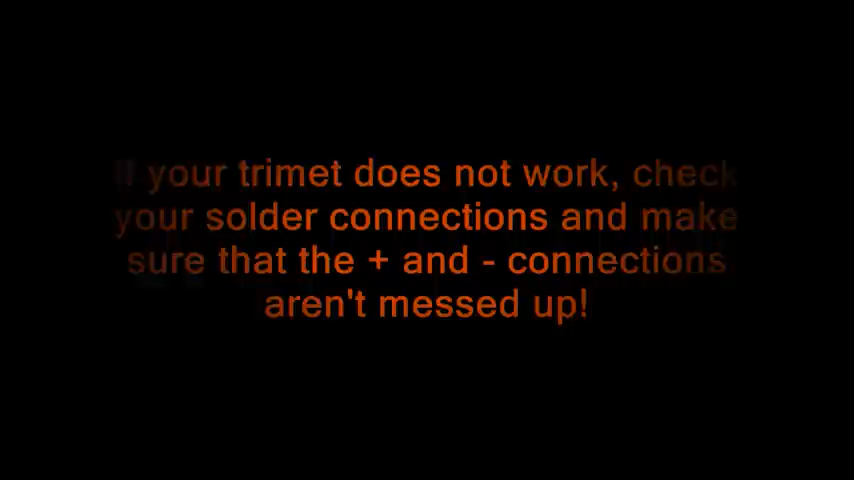 If your trimet does not work, check
your solder connections and make
sure that the + and - connections
aren't messed up!